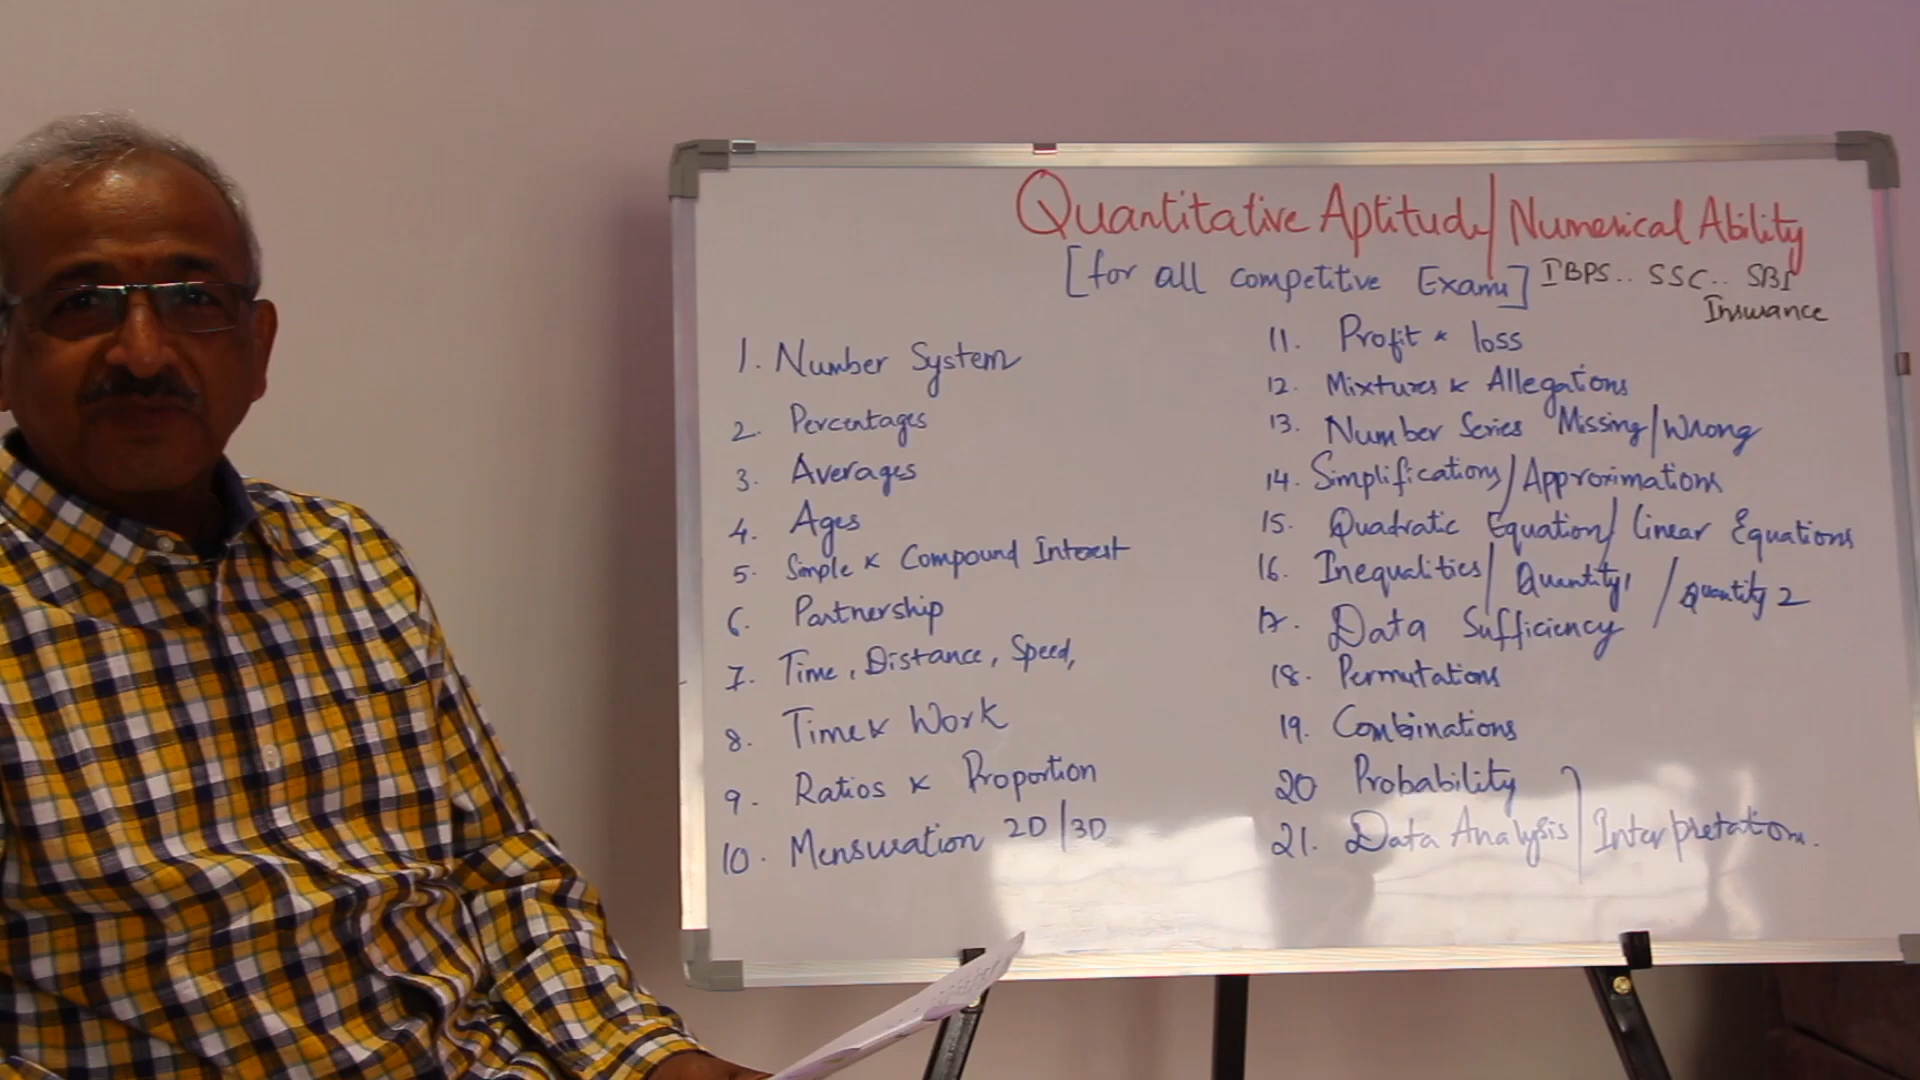 Quantitative Aptitude/Numerical Ability
[for all competitive Exams] IBPS.. SSC.. SBI
Insurance
1. Number System
2. Percentages
3. Averages
4. Ages
5. Simple & Compound Interest
6. Partnership
7. Time, Distance, Speed,
8. Time & Work
9. Ratios & Proportion
10. Mensuration 2D/3D
11. Profit & loss
12. Mixtures & Allegations
13. Number Series Missing/Wrong
14. Simplifications/Approximations
15. Quadratic Equation/ linear Equations
16. Inequalities/ Quantity 1 / Quantity 2
17. Data Sufficiency
18. Permutations
19. Combinations
20 Probability
21. Data Analysis/Interpretations.